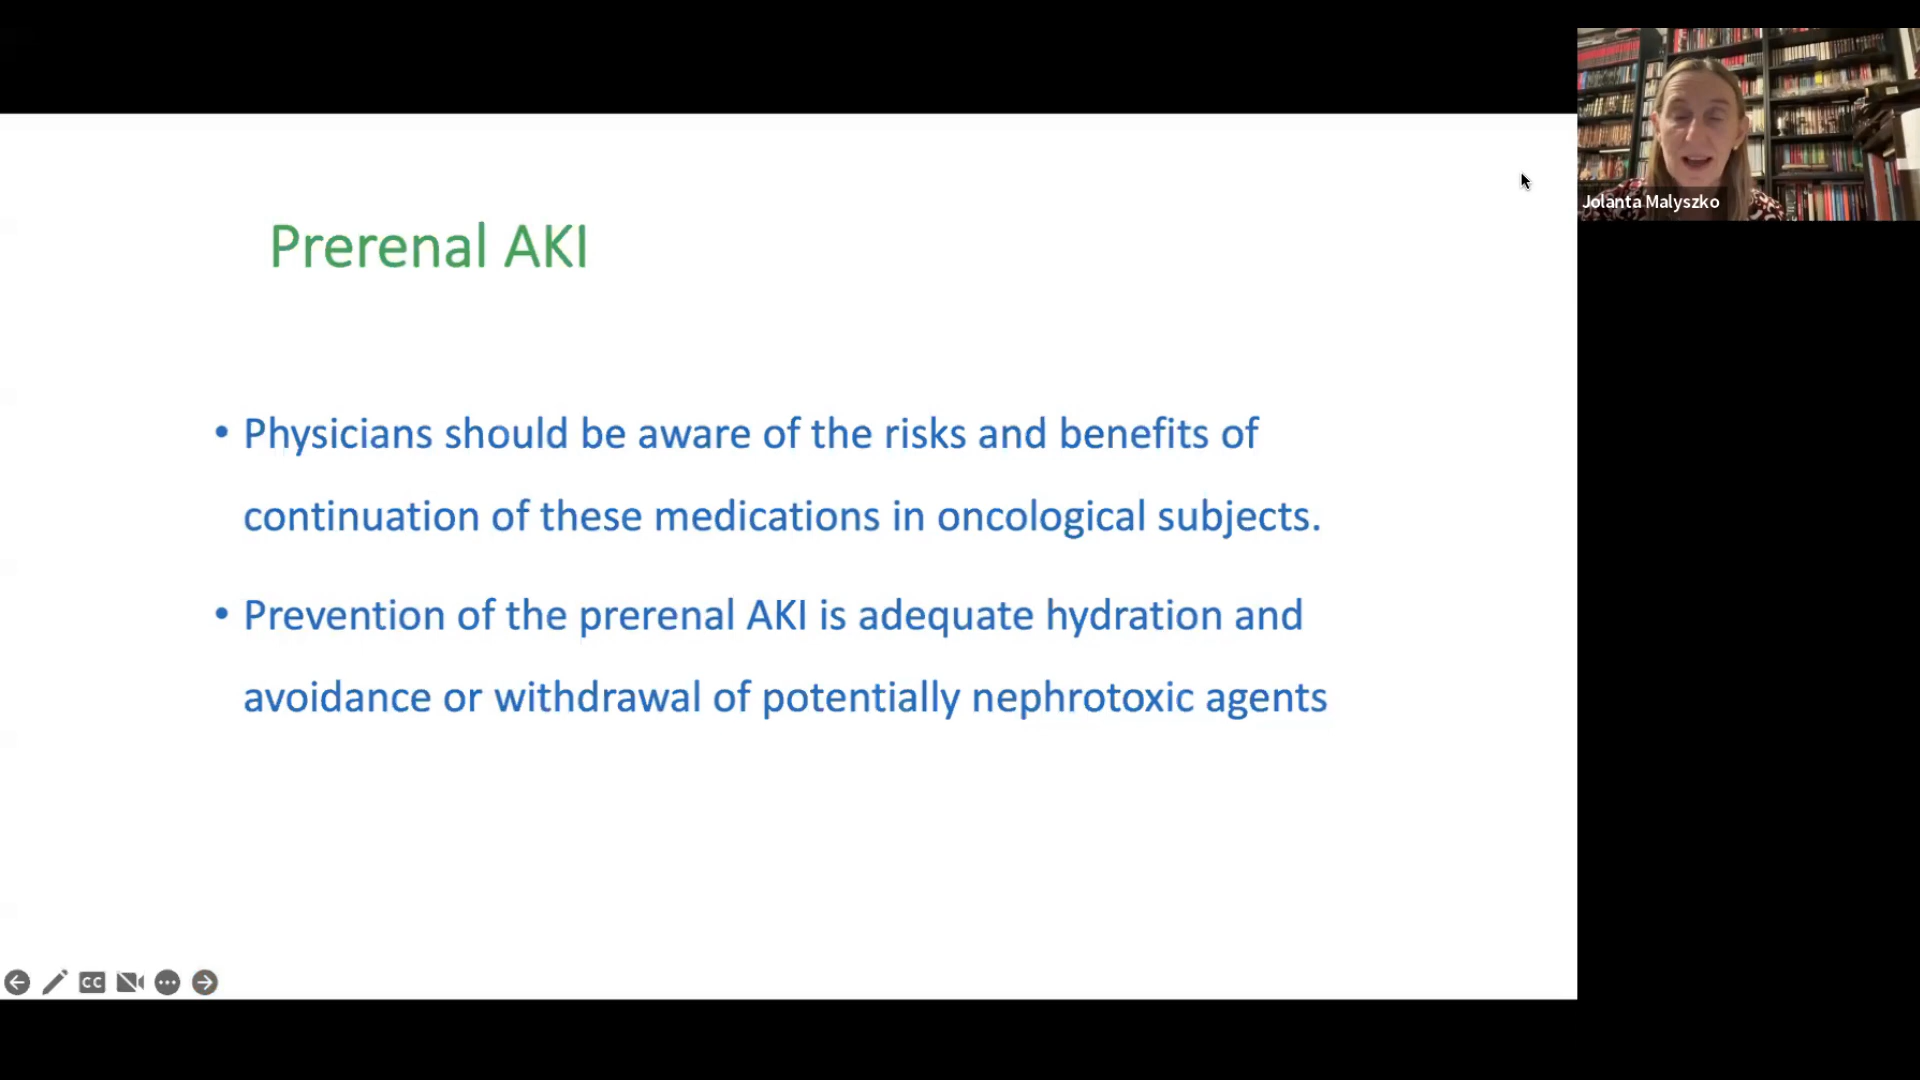 Jolanta Malyszko
Prerenal AKI
• Physicians should be aware of the risks and benefits of
continuation of these medications in oncological subjects.
• Prevention of the prerenal AKI is adequate hydration and
avoidance or withdrawal of potentially nephrotoxic agents
CC